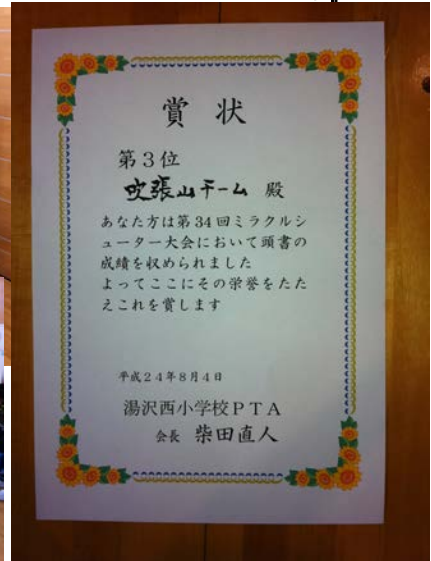 賞状
第3位
吹張山チーム 殿
あなた方は第34回ミラクルシ
ューター大会において頭書の
成績を収められました
よってここにその栄誉をたた
えこれを賞します
平成24年8月4日
湯沢西小学校PTA
会長 柴田直人